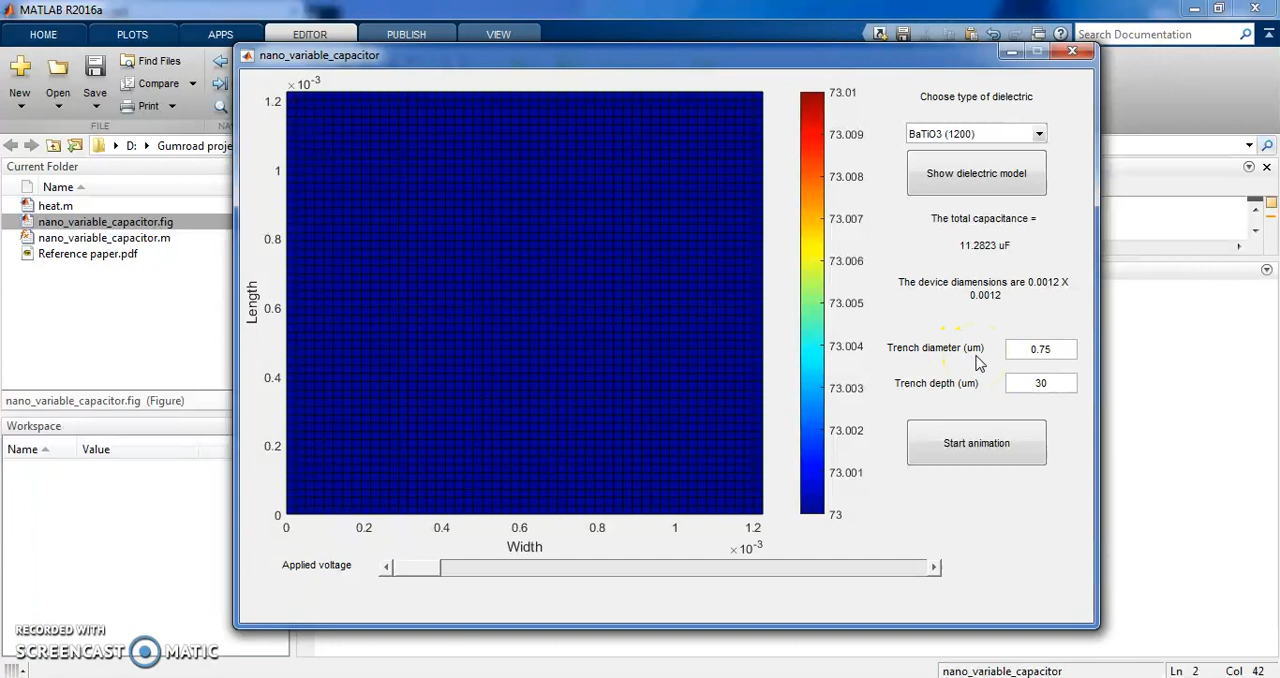 MATLAB R2016a
HOME PLOTS APPS EDITOR PUBLISH VIEW
Search Documentation
New
Open
Save
Find Files
Compare
Print
FILE
NA
D: Gumroad proje
Current Folder
Name
heat.m
nano_variable_capacitor.fig
nano_variable_capacitor.m
Reference paper.pdf
nano_variable_capacitor.fig (Figure)
Workspace
Name Value
nano_variable_capacitor
×10-3
1.2
1
0.8
0.6
0.4
0.2
0
Length
0 0.2 0.4 0.6 0.8 1 1.2
Width
×10-3
73.01
73.009
73.008
73.007
73.006
73.005
73.004
73.003
73.002
73.001
73
Choose type of dielectric
BaTiO3 (1200)
Show dielectric model
The total capacitance =
11.2823 uF
The device diamensions are 0.0012 X
0.0012
Trench diameter (um) 0.75
Trench depth (um) 30
Start animation
Applied voltage
RECORDED WITH
SCREENCAST MATIC
nano_variable_capacitor
Ln 2 Col 42